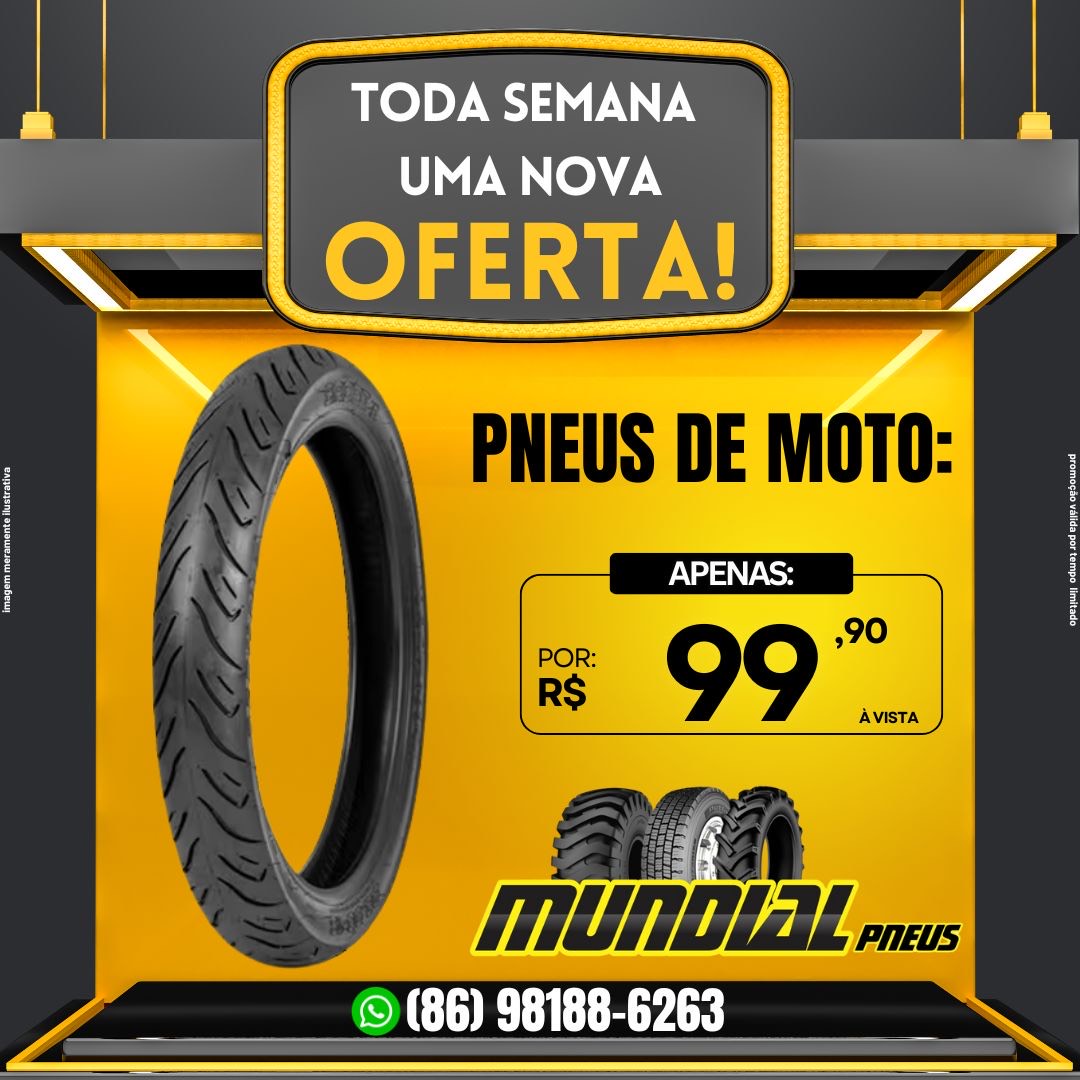 TODA SEMANA
UMA NOVA
OFERTA!
PNEUS DE MOTO:
APENAS:
POR:
R$ 99,90
À VISTA
MUNDIAL PNEUS
(86) 98188-6263
imagem meramente ilustrativa
promoção válida por tempo limitado